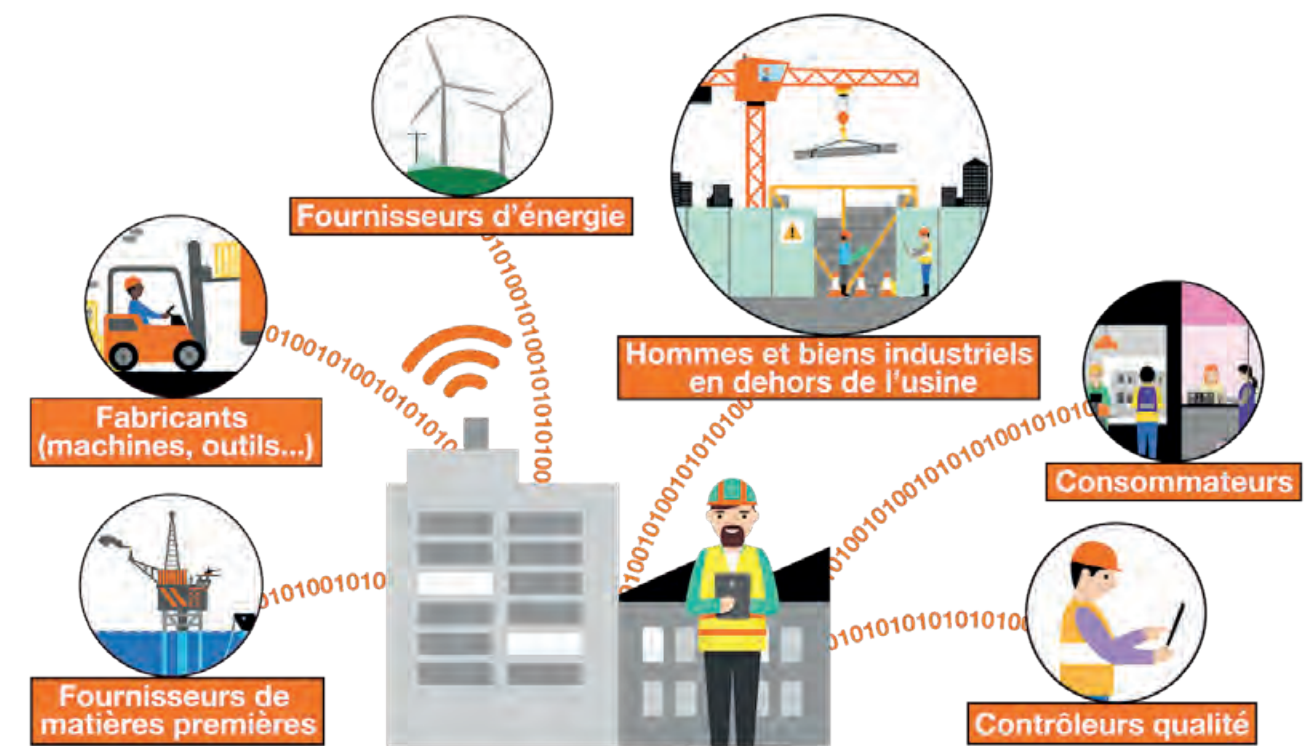 Fournisseurs d'énergie
Hommes et biens industriels
en dehors de l'usine
Fabricants
(machines, outils...)
Consommateurs
Fournisseurs de
matières premières
Contrôleurs qualité